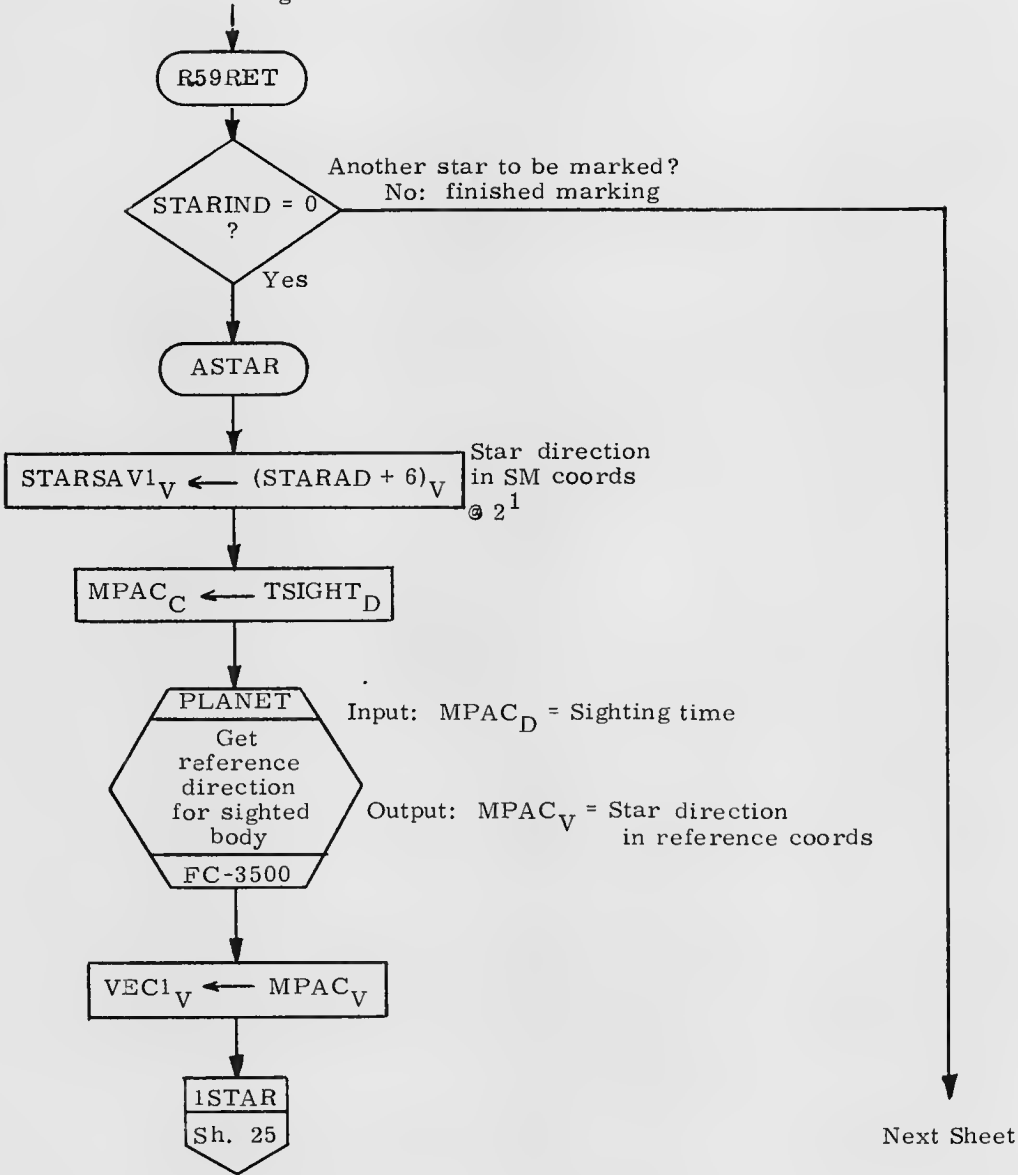 R59RET
Another star to be marked?
No: finished marking
STARIND = 0
?
Yes
ASTAR
STARSAV1V ← (STARAD + 6)V
Star direction
in SM coords
@ 2^1
MPACC ← TSIGHTD
PLANET
Get
reference
direction
for sighted
body
FC-3500
Input: MPACD = Sighting time
Output: MPACV = Star direction
in reference coords
VEC1V ← MPACV
1STAR
Sh. 25
Next Sheet